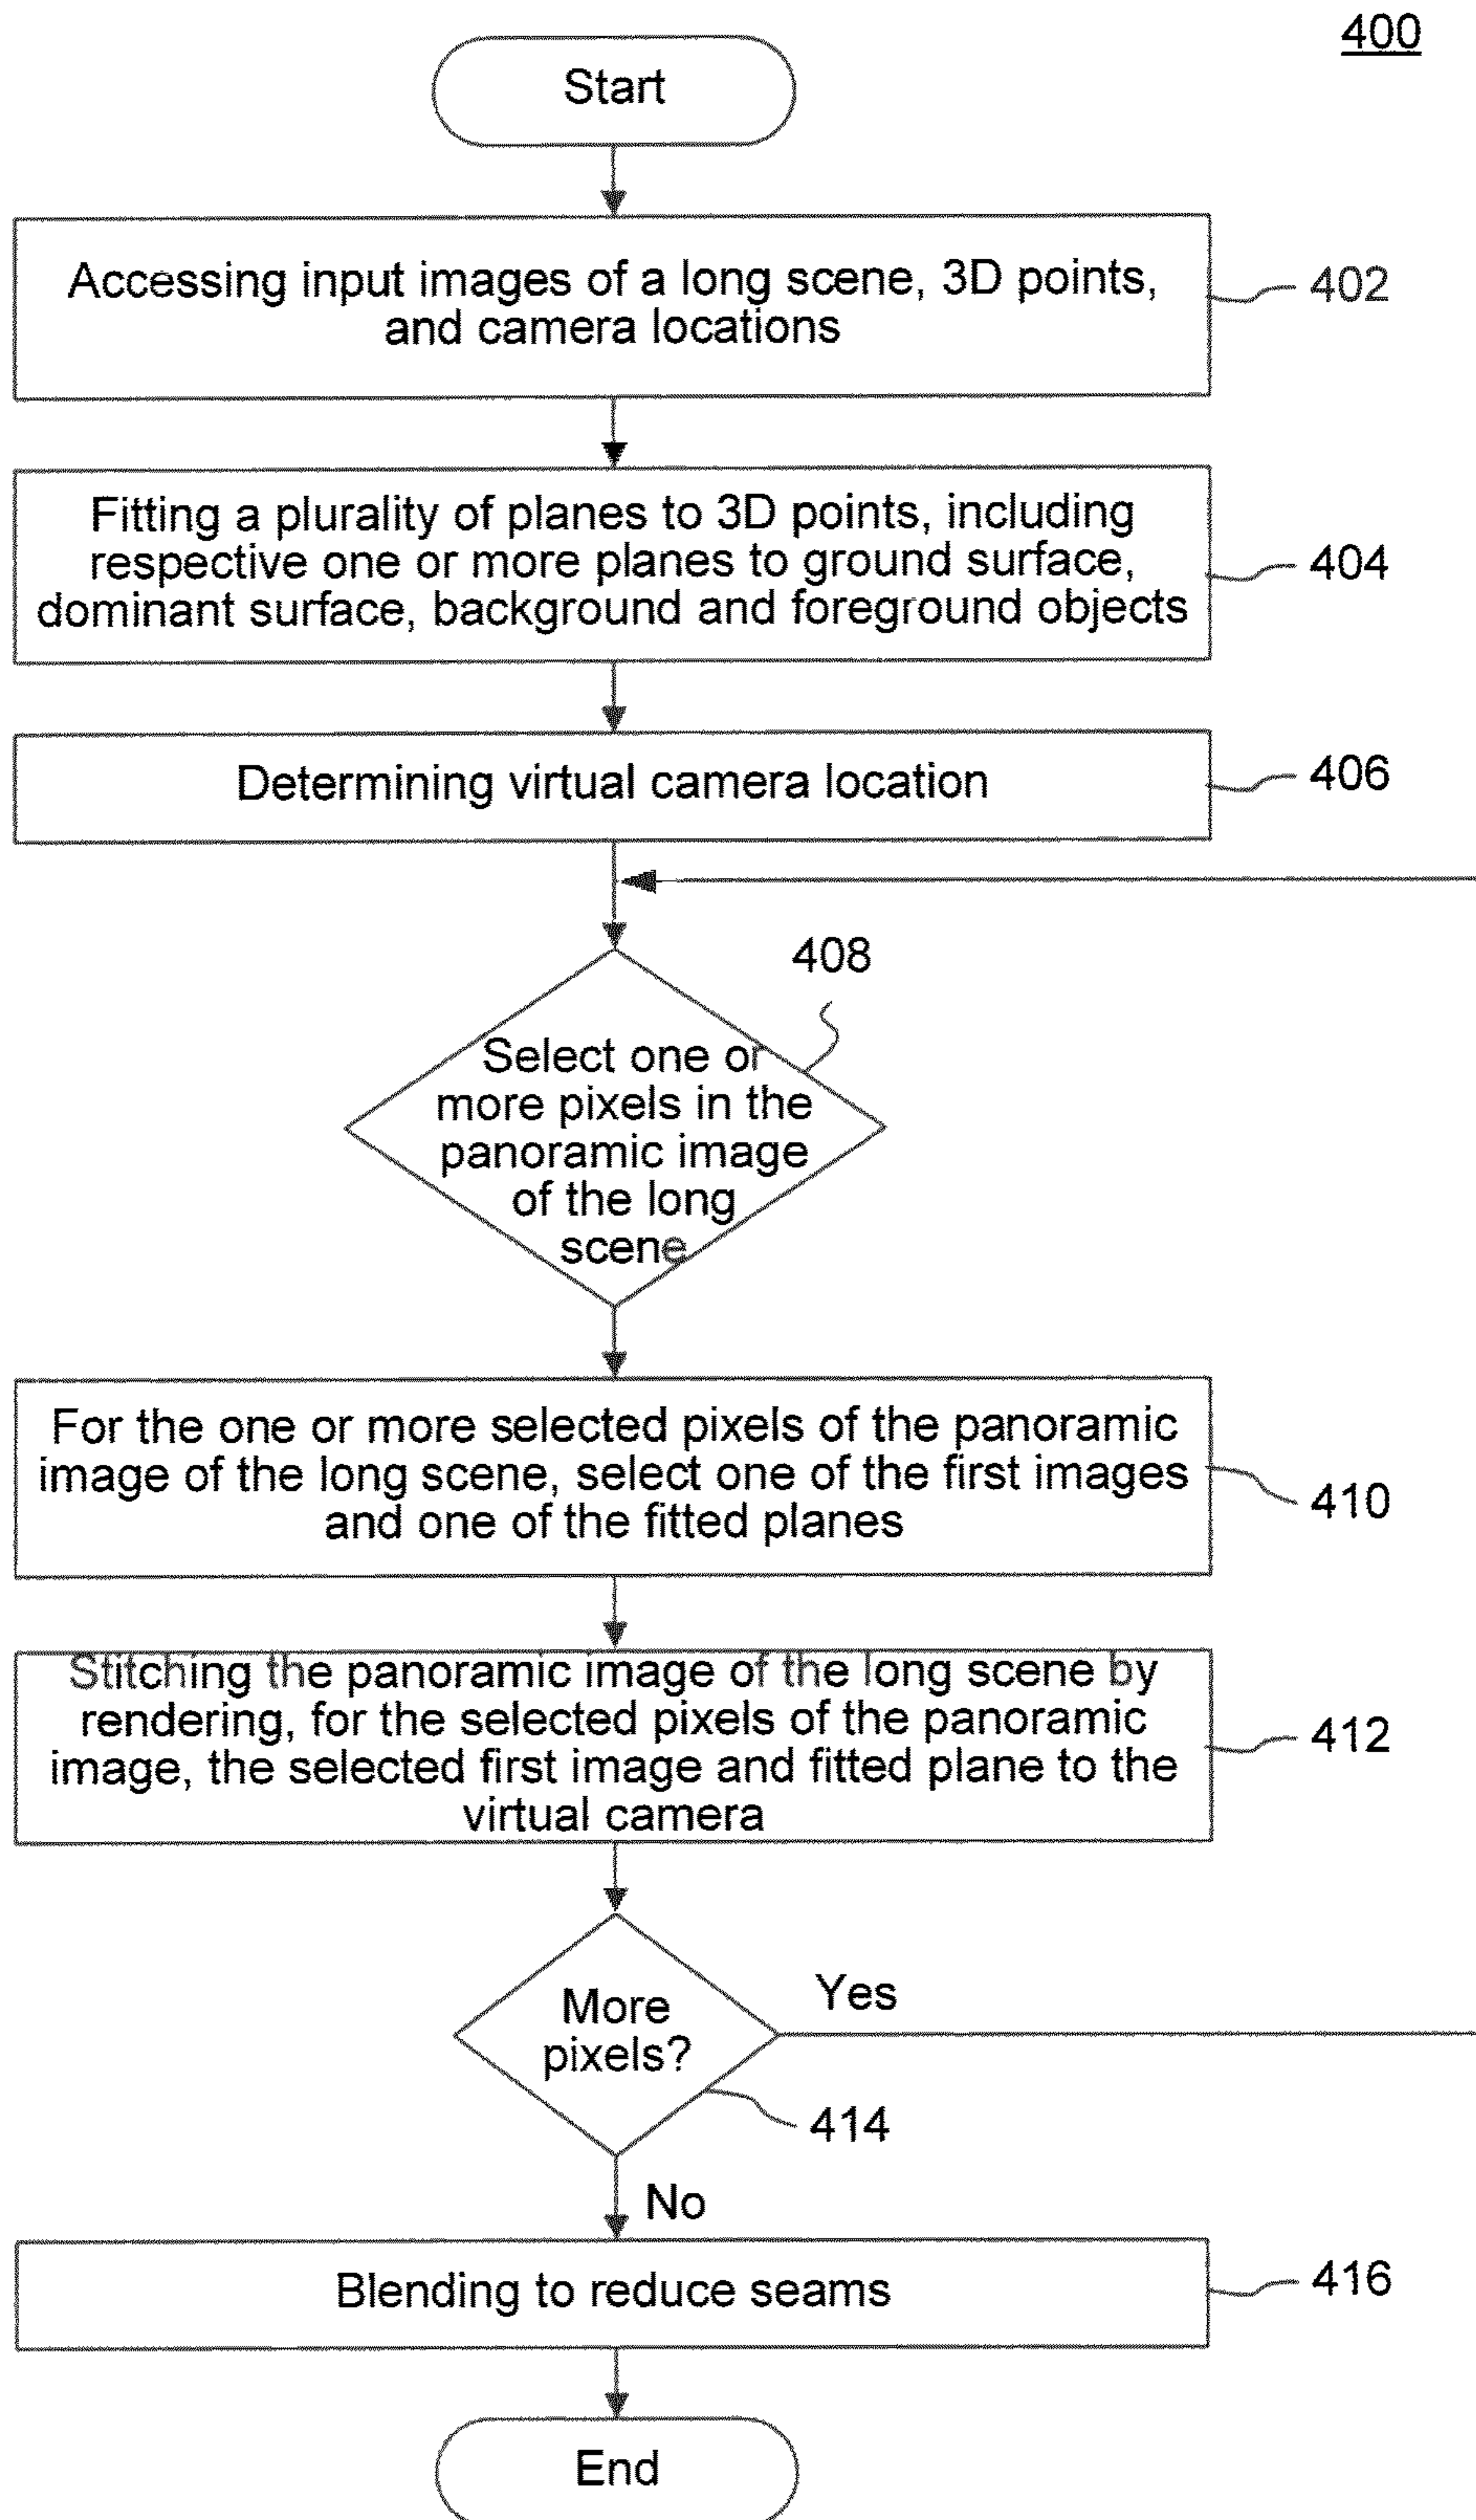 400
Start
Accessing input images of a long scene, 3D points,
and camera locations
402
Fitting a plurality of planes to 3D points, including
respective one or more planes to ground surface,
dominant surface, background and foreground objects
404
Determining virtual camera location
406
408
Select one or
more pixels in the
panoramic image
of the long
scene
For the one or more selected pixels of the panoramic
image of the long scene, select one of the first images
and one of the fitted planes
410
Stitching the panoramic image of the long scene by
rendering, for the selected pixels of the panoramic
image, the selected first image and fitted plane to the
virtual camera
412
More
pixels?
Yes
414
No
Blending to reduce seams
416
End